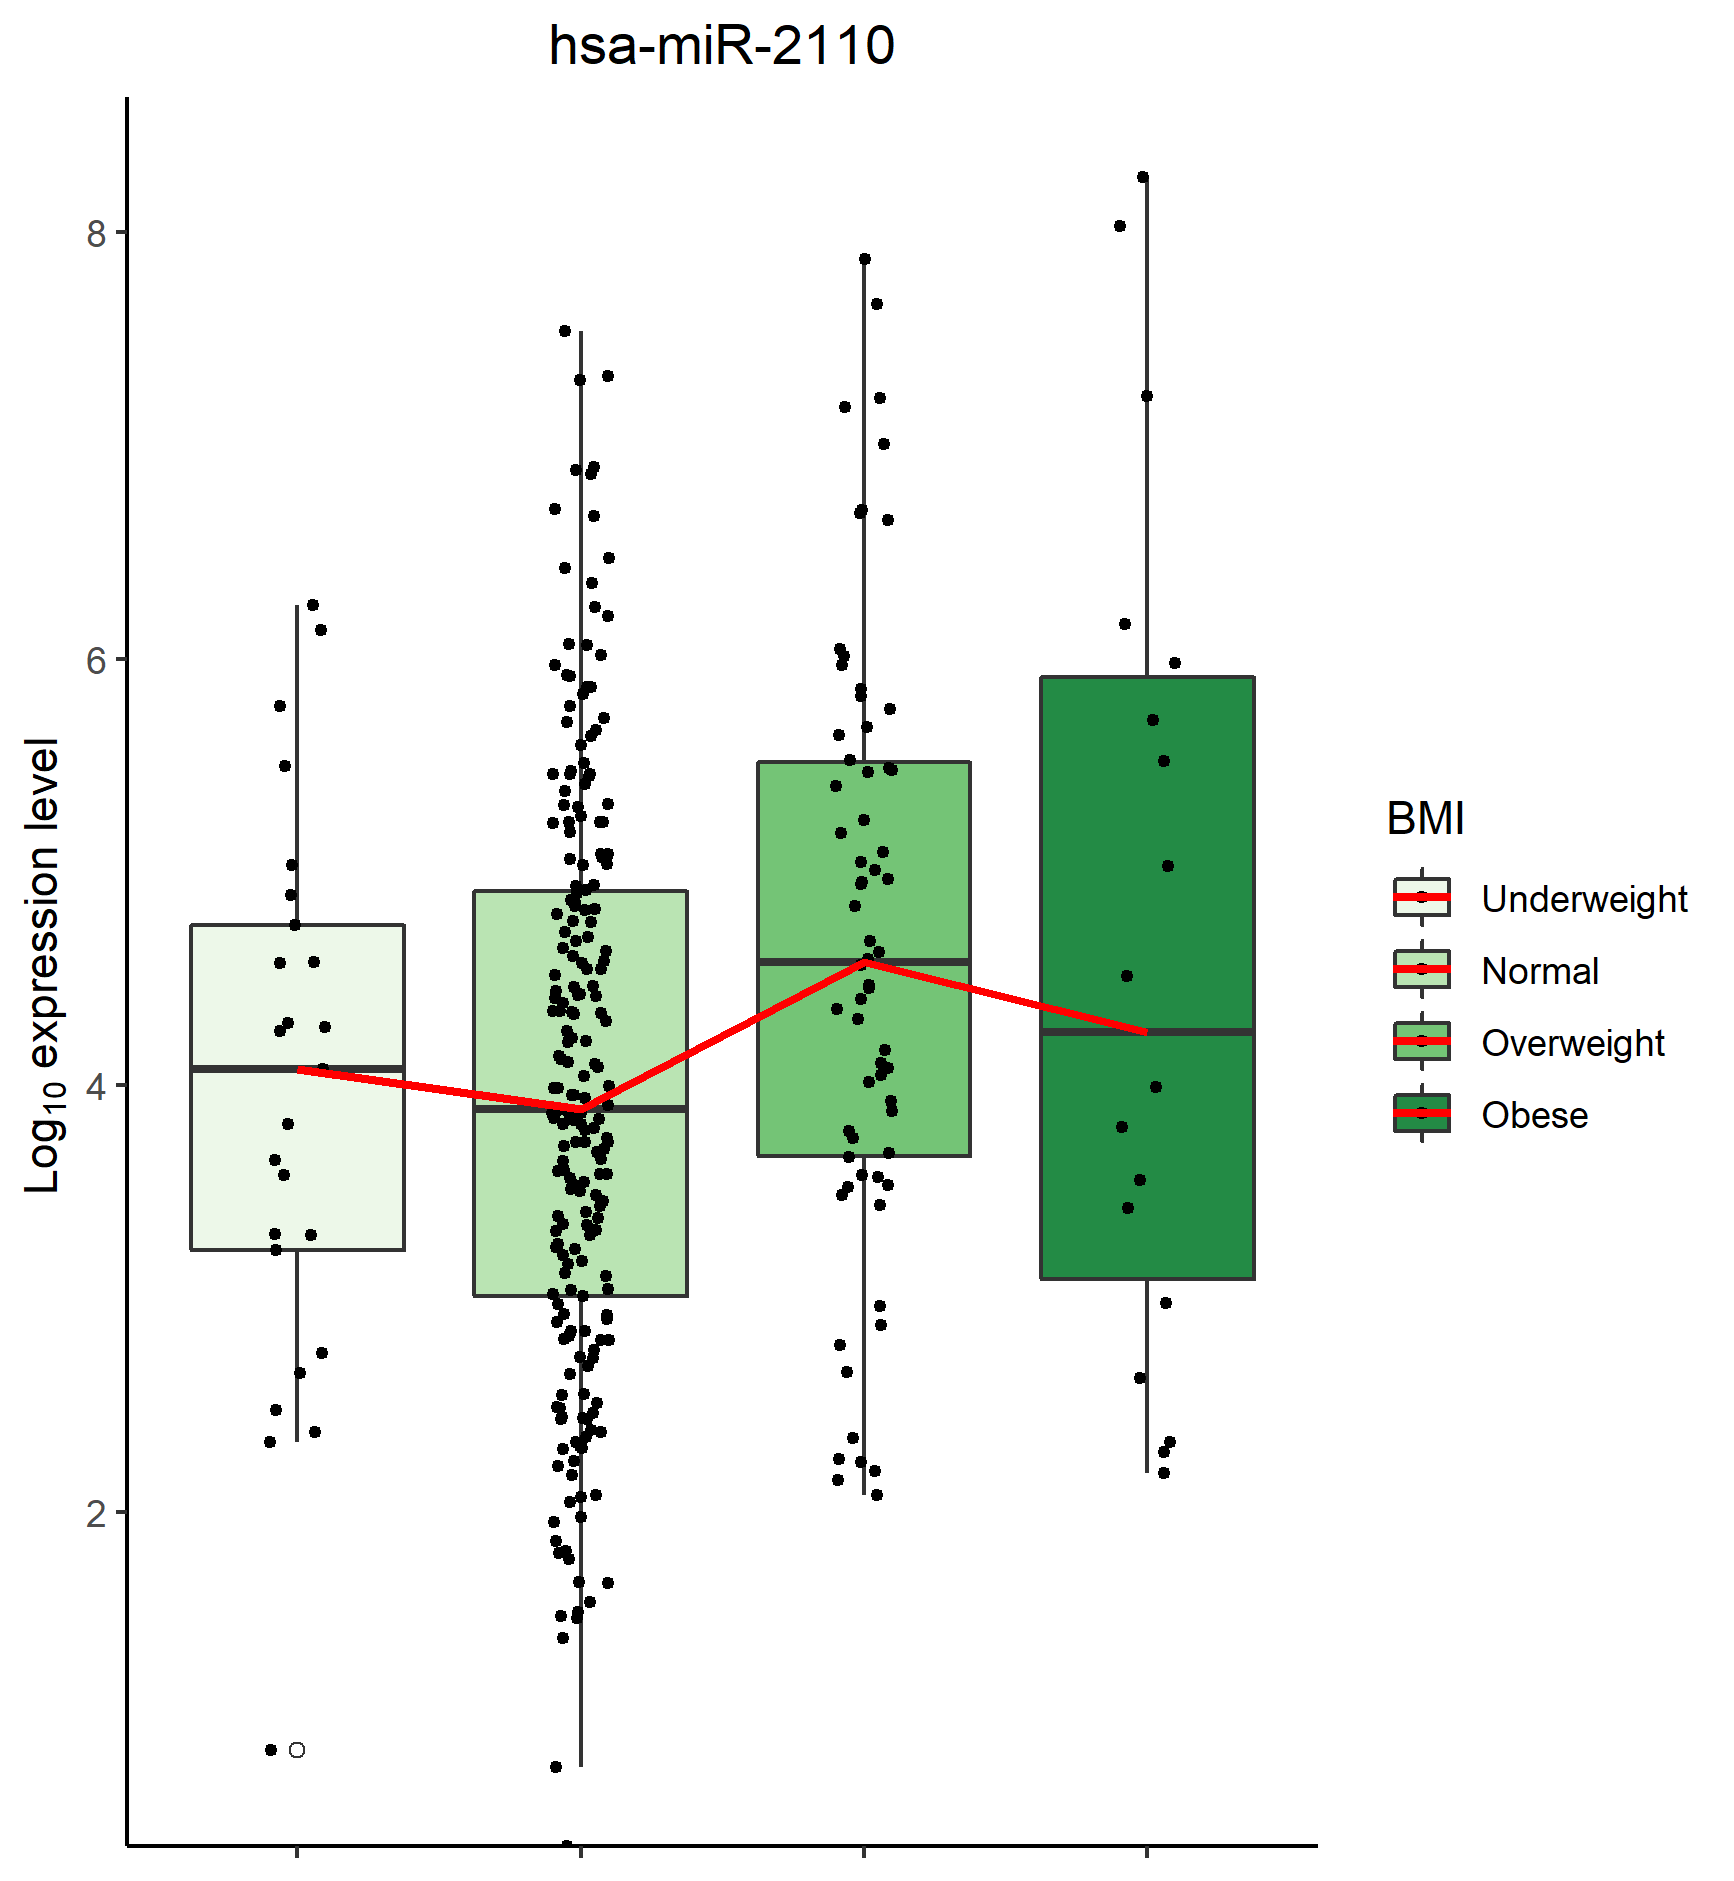 hsa-miR-2110
Log10 expression level
8
6
4
2
BMI
Underweight
Normal
Overweight
Obese